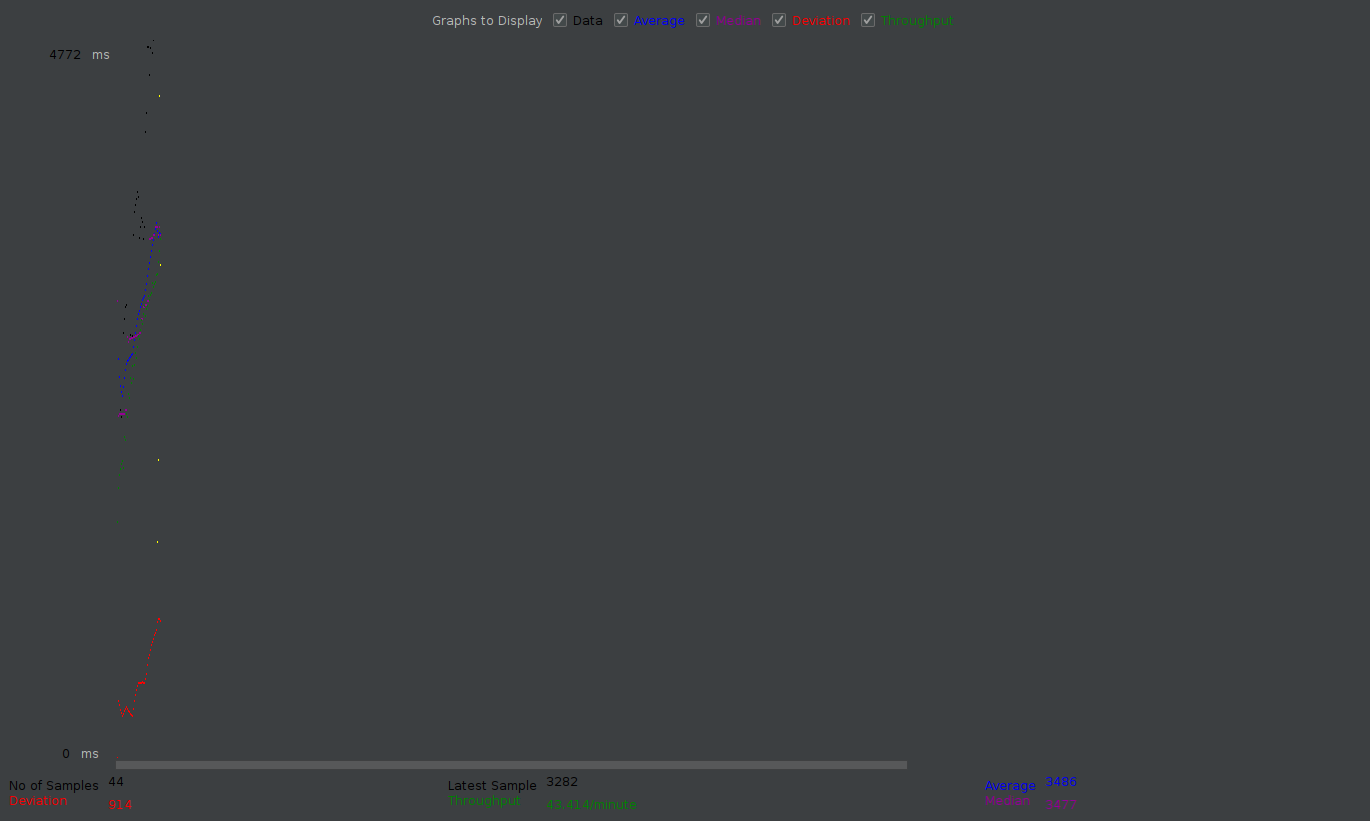 Graphs to Display Data Average Median Deviation Throughput
4772 ms
0 ms
No of Samples 44 Latest Sample 3282 Average 3486
Deviation 914 Throughput 43.414/minute Median 3477